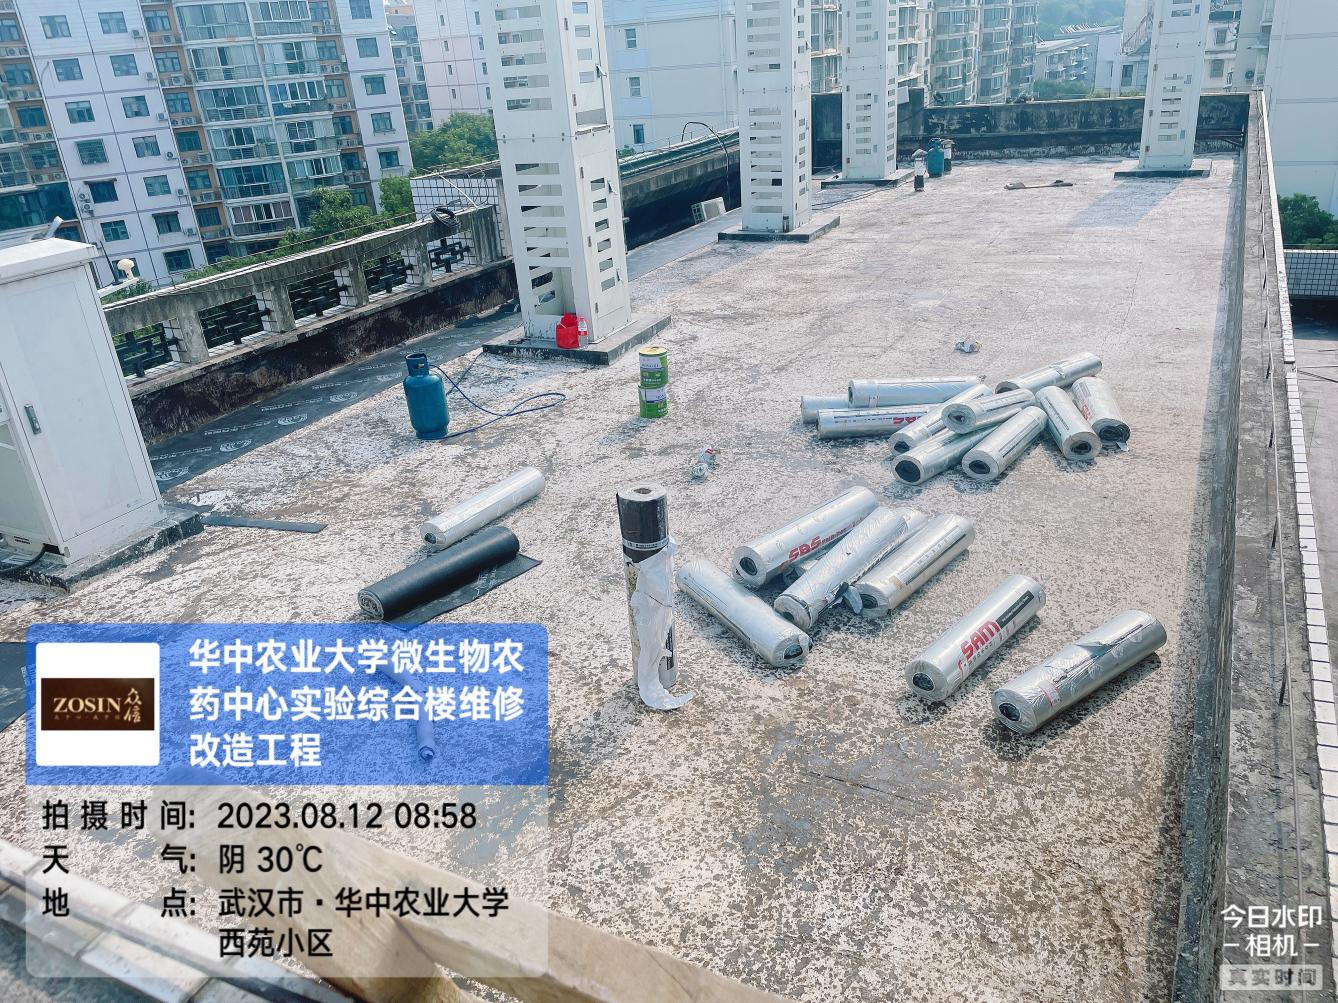 SBS
SAM
华中农业大学微生物农
药中心实验综合楼维修
改造工程
ZOSIN众信
拍摄时间: 2023.08.12 08:58
天气: 阴 30℃
地点: 武汉市·华中农业大学
西苑小区
今日水印
相机
真实时间